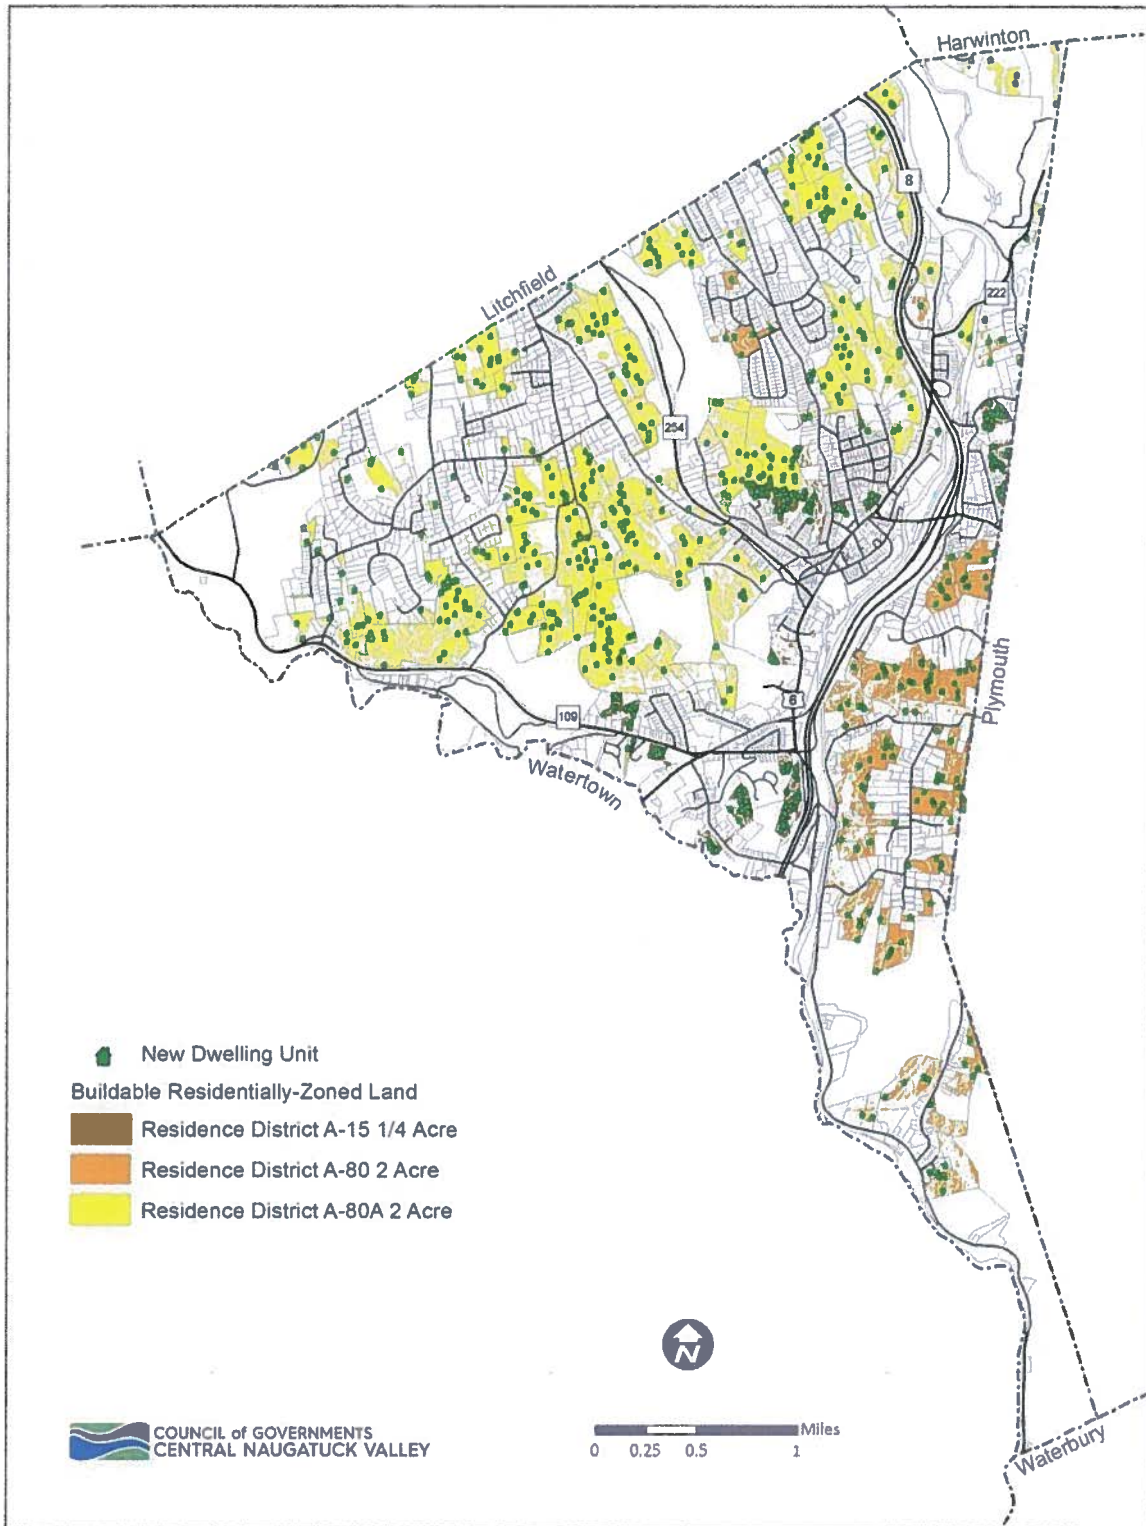 Harwinton
8
Litchfield
222
254
Plymouth
6
109
Watertown
New Dwelling Unit
Buildable Residentially-Zoned Land
Residence District A-15 1/4 Acre
Residence District A-80 2 Acre
Residence District A-80A 2 Acre
N
COUNCIL of GOVERNMENTS
CENTRAL NAUGATUCK VALLEY
Miles
0 0.25 0.5 1
Waterbury